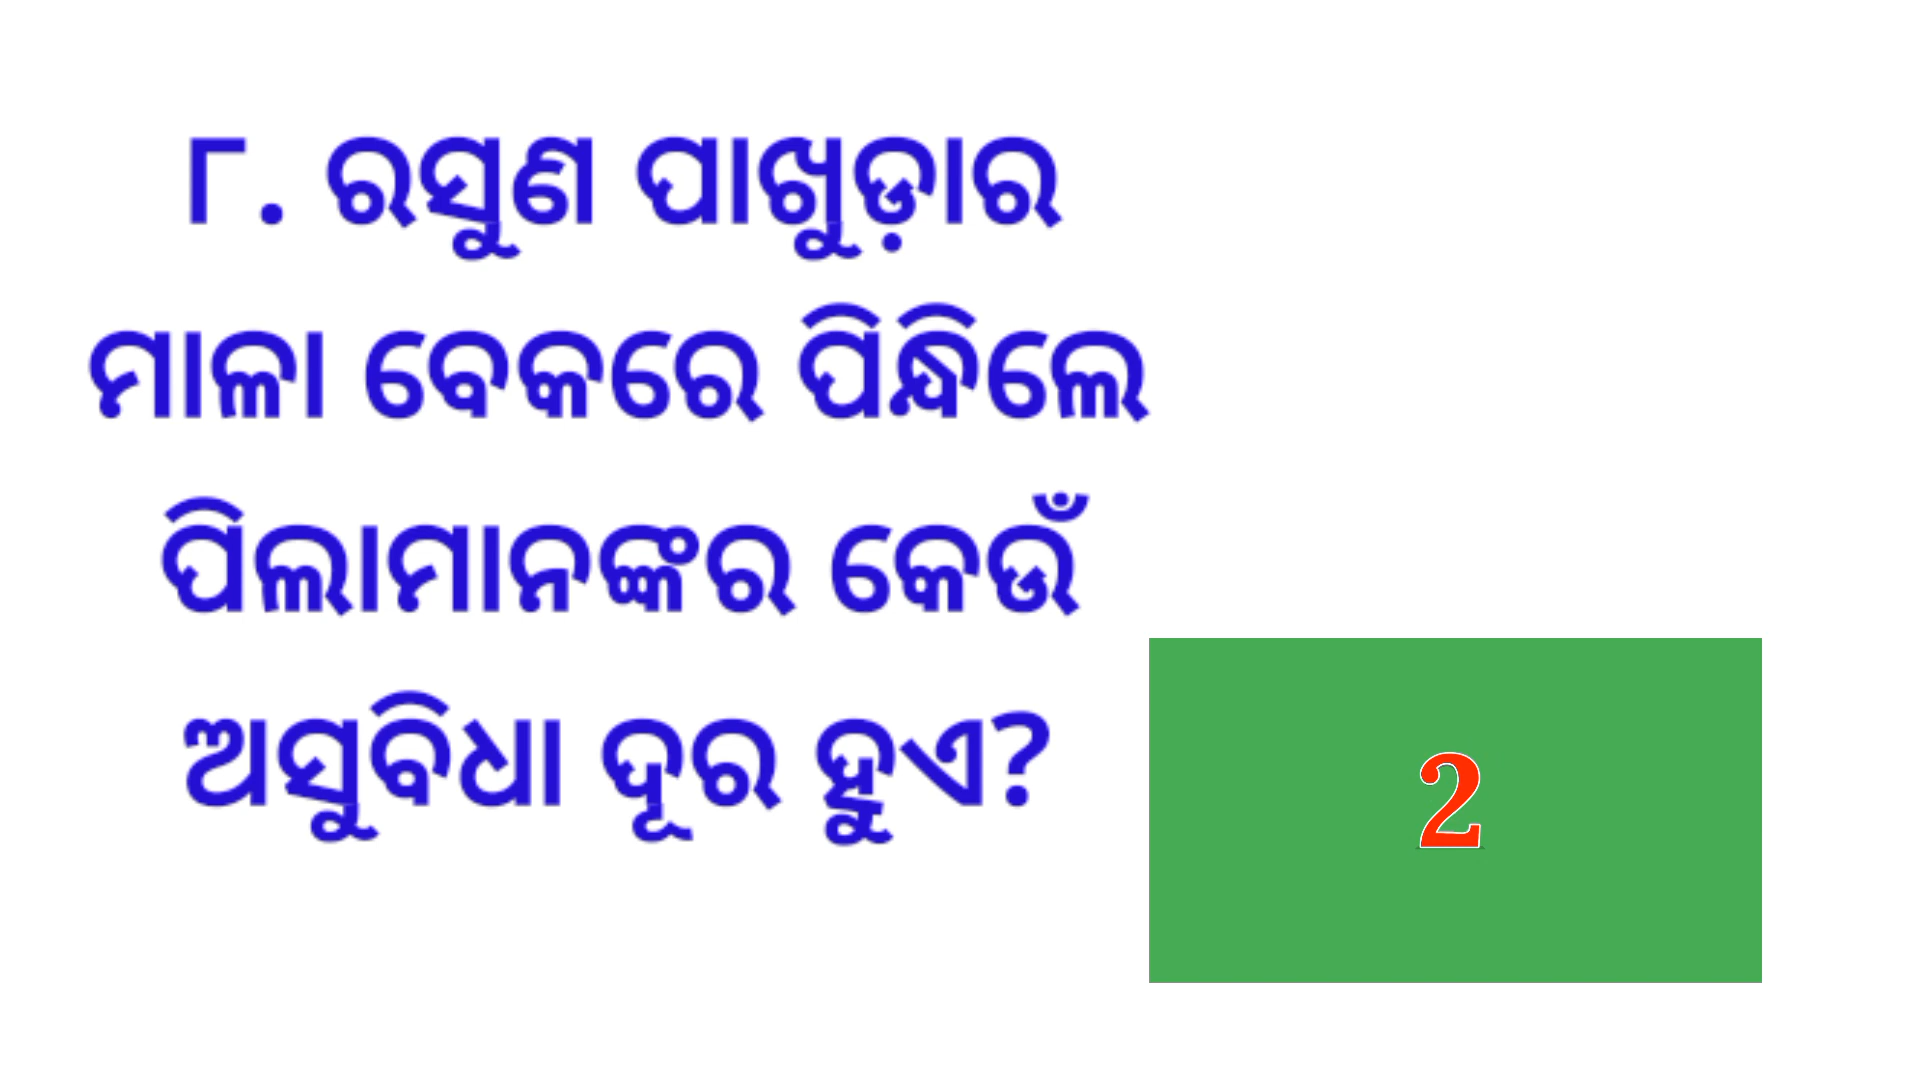 ୮. ରସୁଣ ପାଖୁଡ଼ାର
ମାଳା ବେକରେ ପିନ୍ଧିଲେ
ପିଲାମାନଙ୍କର କେଉଁ
ଅସୁବିଧା ଦୂର ହୁଏ?
2